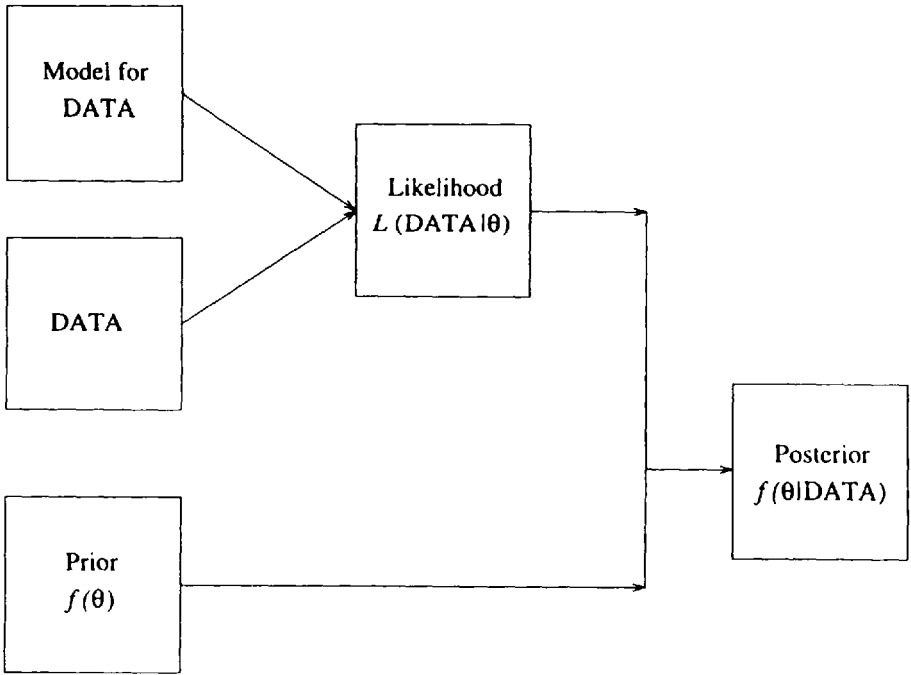 Model for
DATA
Likelihood
L (DATA|θ)
DATA
Posterior
f(θ|DATA)
Prior
f(θ)